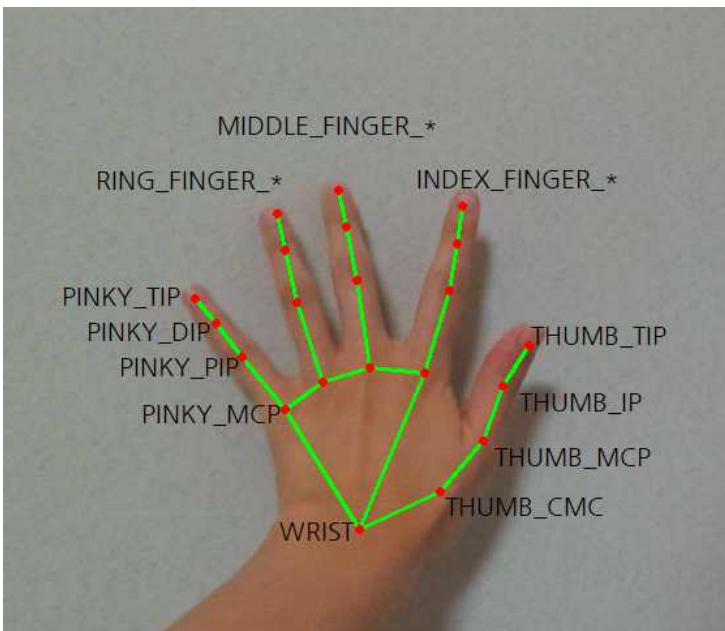 MIDDLE_FINGER_*
RING_FINGER_*
INDEX_FINGER_*
PINKY_TIP
PINKY_DIP
PINKY_PIP
PINKY_MCP
THUMB_TIP
THUMB_IP
THUMB_MCP
THUMB_CMC
WRIST